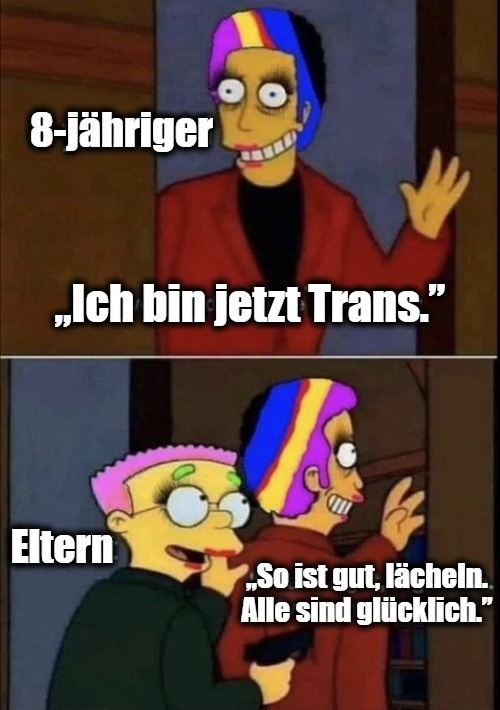 8-jähriger
„Ich bin jetzt Trans.”
Eltern
„So ist gut, lächeln.
Alle sind glücklich.”